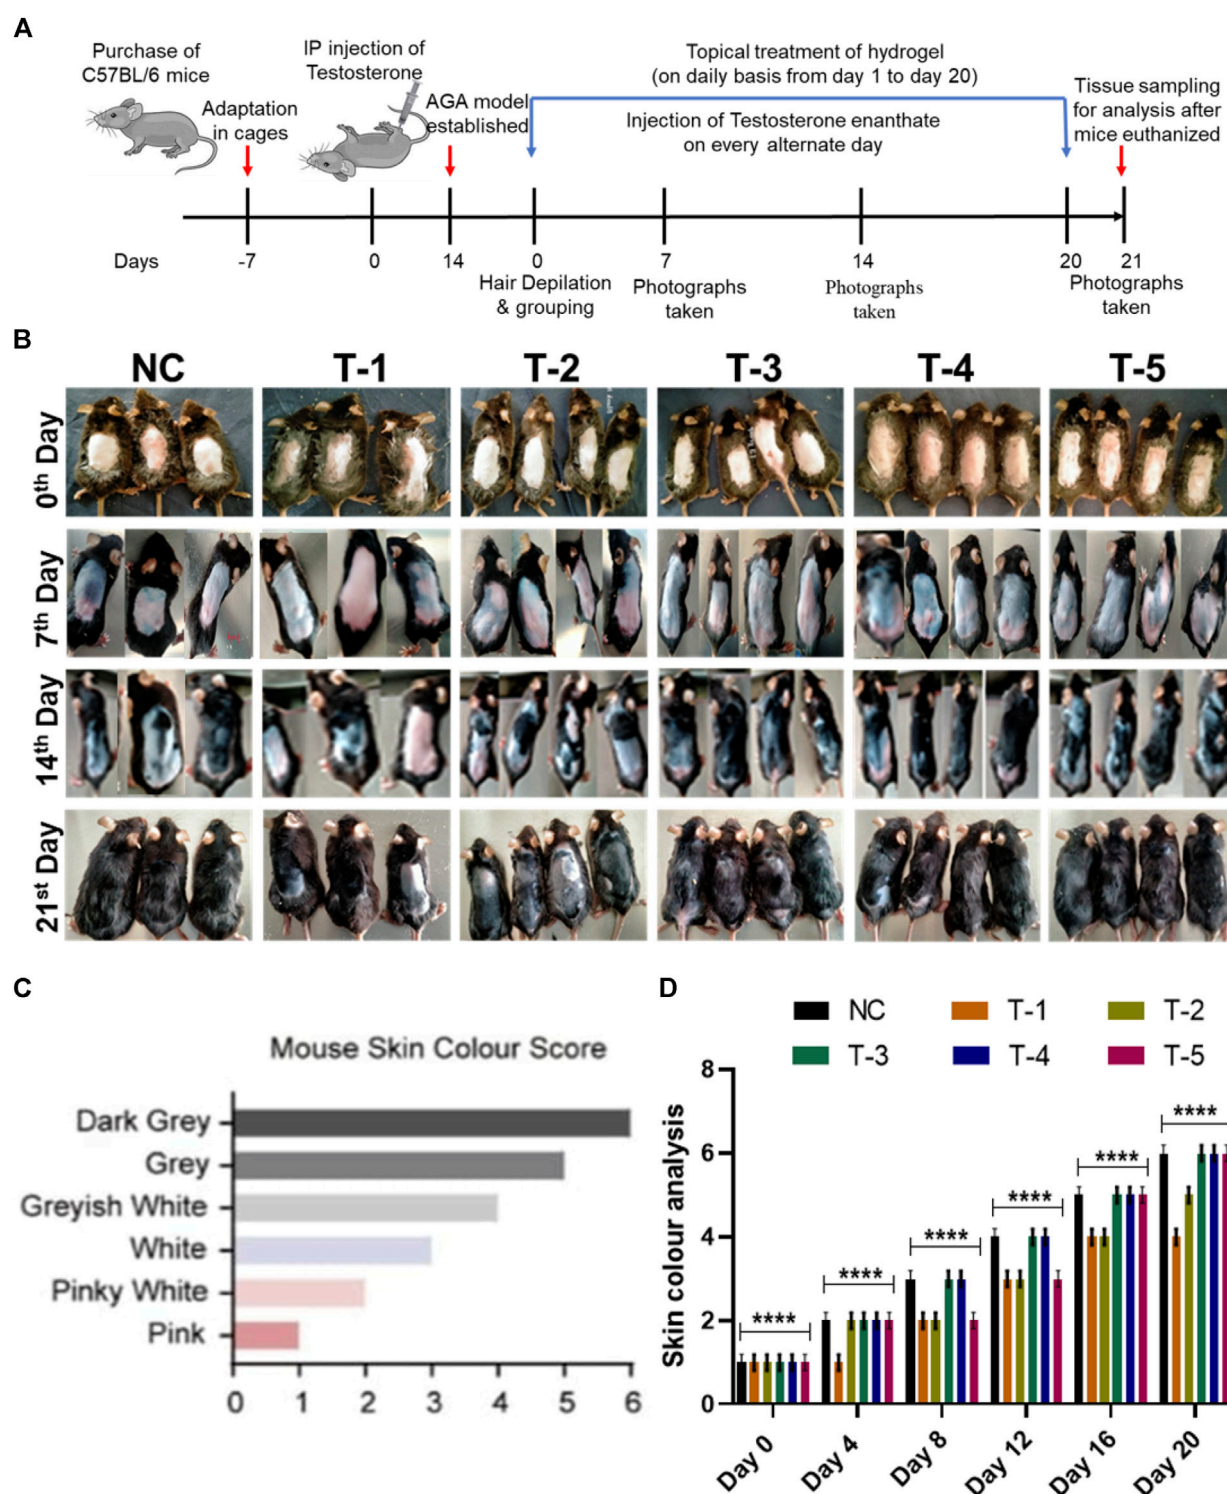 A
Purchase of
C57BL/6 mice
Adaptation
in cages
IP injection of
Testosterone
AGA model
established
Topical treatment of hydrogel
(on daily basis from day 1 to day 20)
Injection of Testosterone enanthate
on every alternate day
Tissue sampling
for analysis after
mice euthanized
Days
-7 0 14 0 7 14 20 21
Hair Depilation
& grouping
Photographs
taken
Photographs
taken
Photographs
taken
B
NC T-1 T-2 T-3 T-4 T-5
0th Day
7th Day
14th Day
21st Day
C
Mouse Skin Colour Score
Dark Grey
Grey
Greyish White
White
Pinky White
Pink
0 1 2 3 4 5 6
D
NC T-1 T-2
T-3 T-4 T-5
Skin colour analysis
8
6
4
2
0
****
****
****
****
****
****
Day 0 Day 4 Day 8 Day 12 Day 16 Day 20